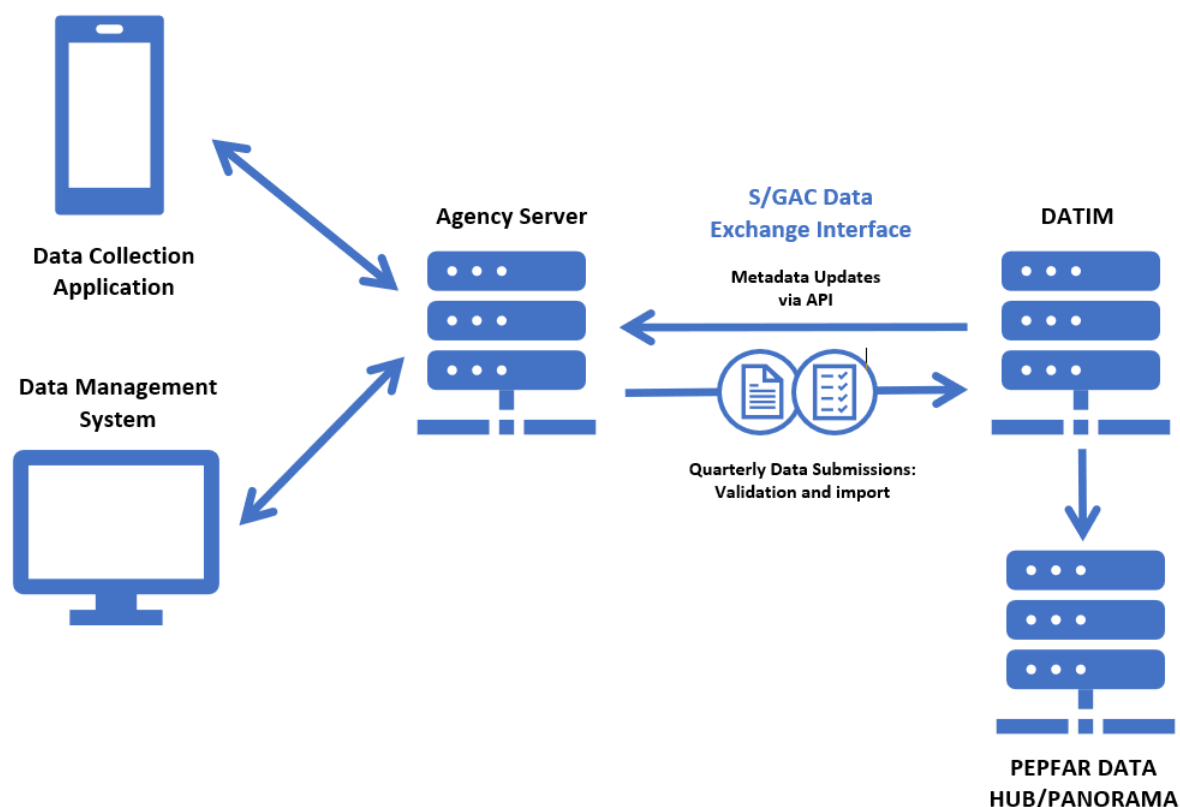 Data Collection
Application
Data Management
System
Agency Server
S/GAC Data
Exchange Interface
Metadata Updates
via API
Quarterly Data Submissions:
Validation and import
DATIM
PEPFAR DATA
HUB/PANORAMA